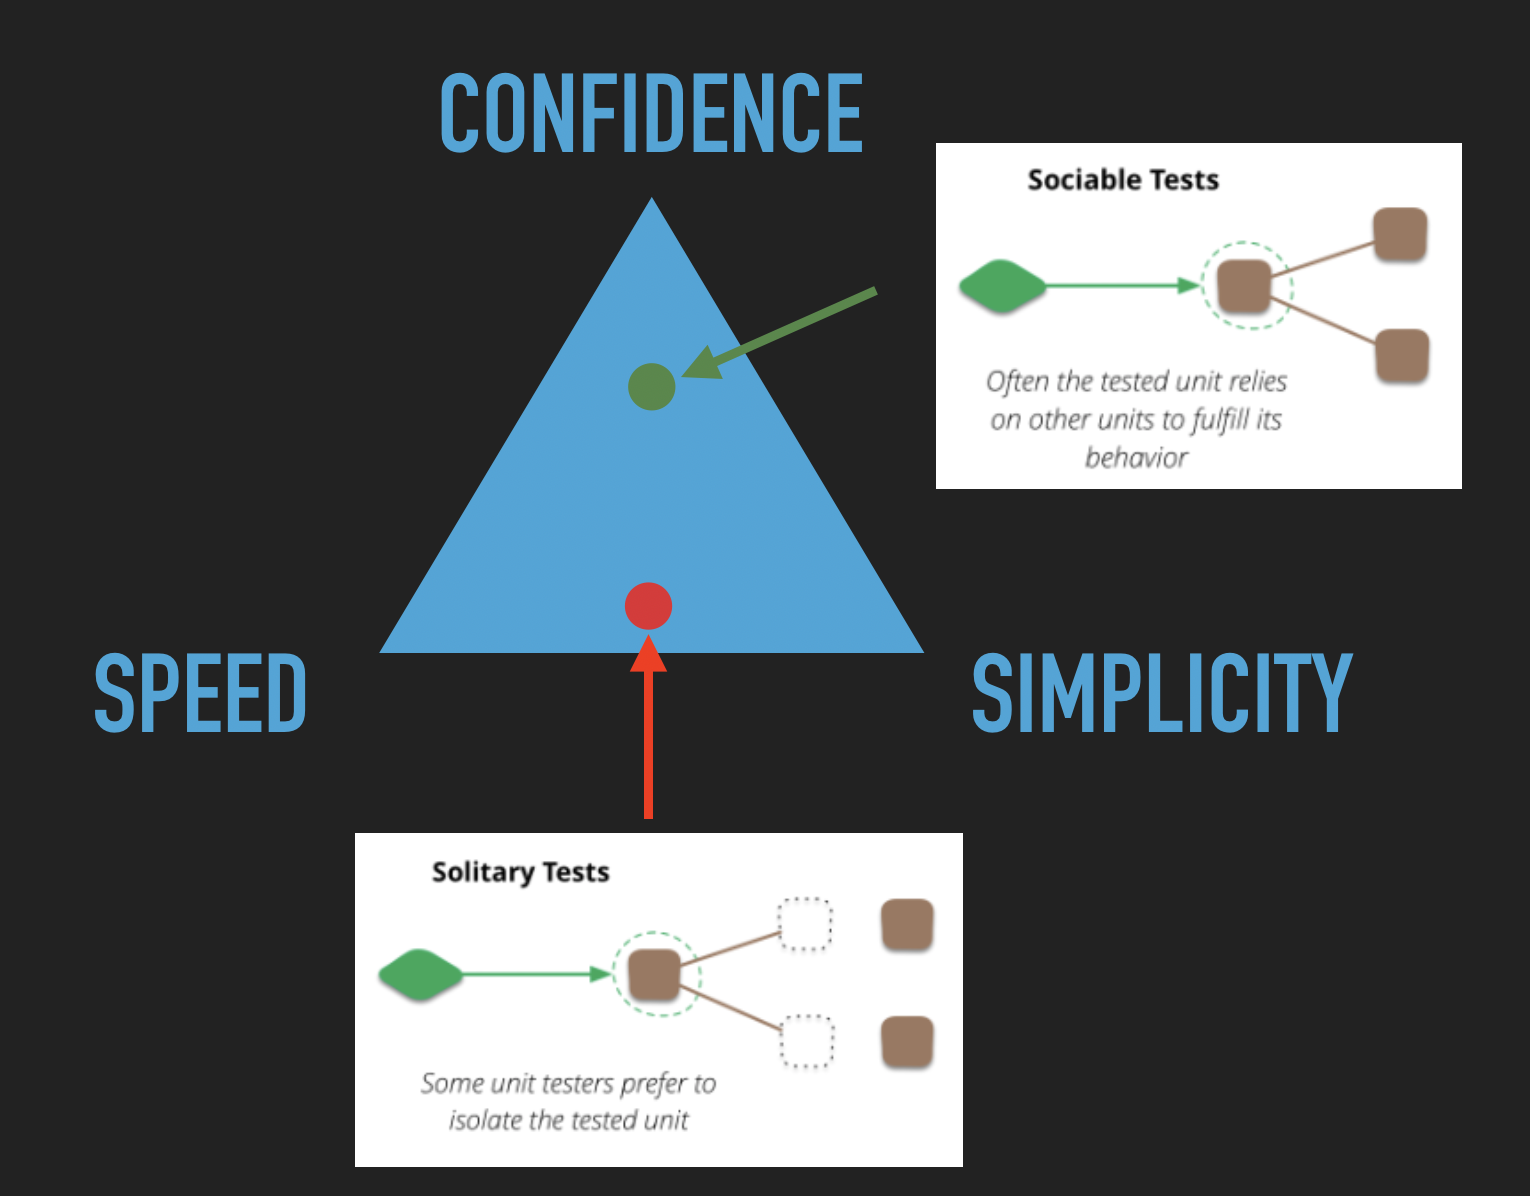 CONFIDENCE
Sociable Tests
Often the tested unit relies
on other units to fulfill its
behavior
SPEED
SIMPLICITY
Solitary Tests
Some unit testers prefer to
isolate the tested unit